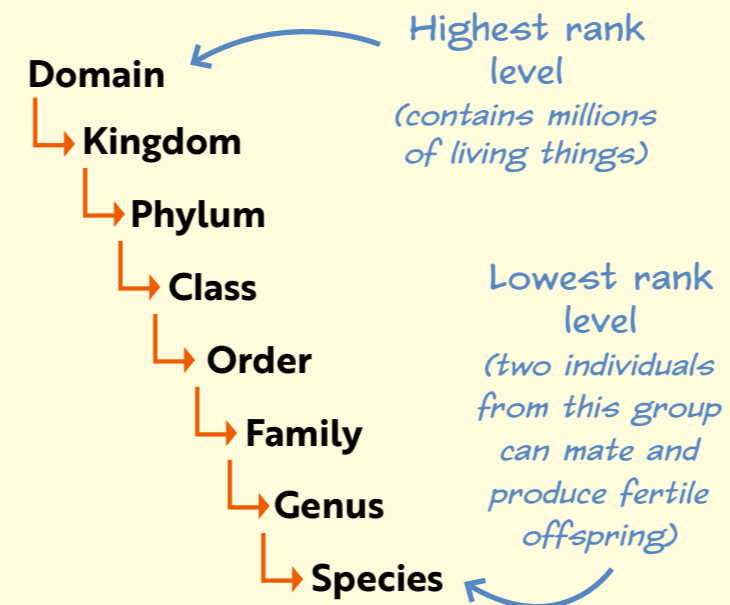 Highest rank
level
(contains millions
of living things)
Domain
Kingdom
Phylum
Class
Order
Family
Genus
Species
Lowest rank
level
(two individuals
from this group
can mate and
produce fertile
offspring)